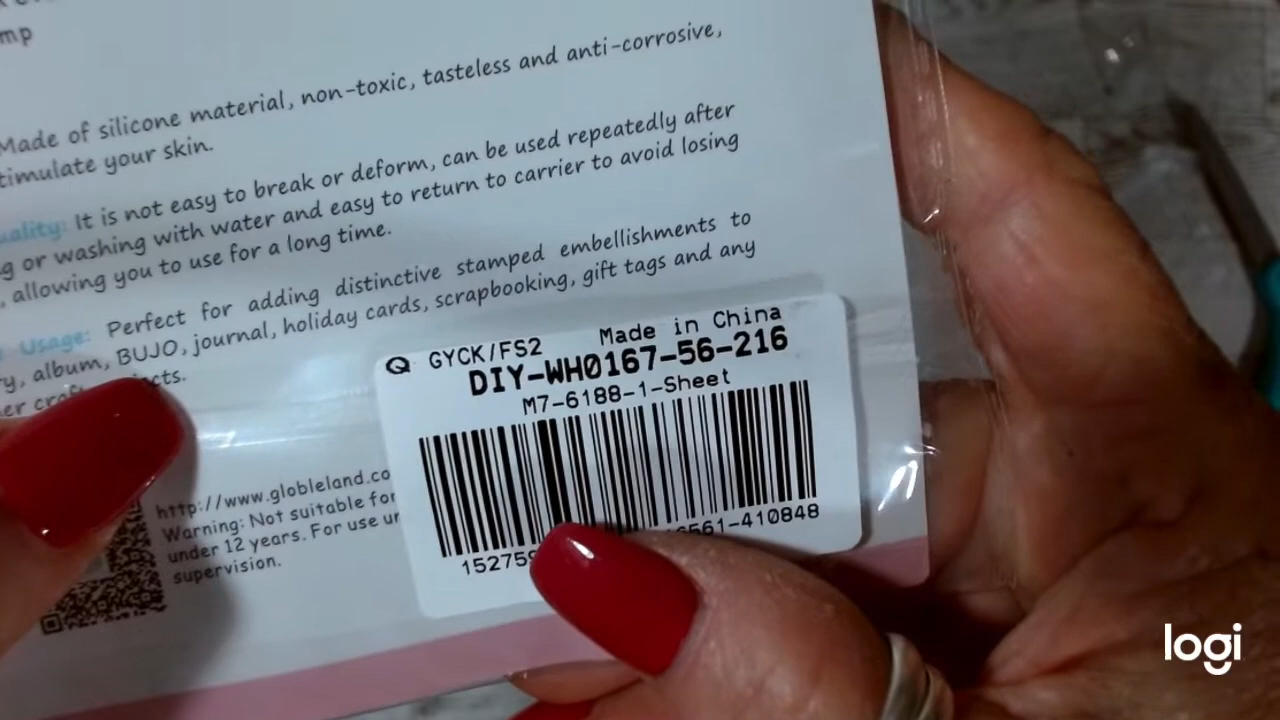 mp
Made of silicone material, non-toxic, tasteless and anti-corrosive,
stimulate your skin.
uality: It is not easy to break or deform, can be used repeatedly after
g or washing with water and easy to return to carrier to avoid losing
, allowing you to use for a long time.
Usage: Perfect for adding distinctive stamped embellishments to
ry, album, BUJO, journal, holiday cards, scrapbooking, gift tags and any
er craft cts.
Q GYCK/FS2 Made in China
DIY-WH0167-56-216
M7-6188-1-Sheet
15275 6561-410848
http://www.globleland.co
Warning: Not suitable for
under 12 years. For use un
supervision.
logi